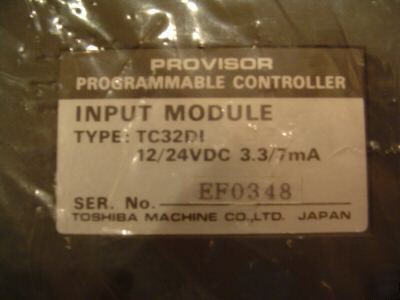 PROVISOR
PROGRAMMABLE CONTROLLER
INPUT MODULE
TYPE: TC32DI
12/24VDC 3.3/7mA
SER. No. EF0348
TOSHIBA MACHINE CO.,LTD. JAPAN